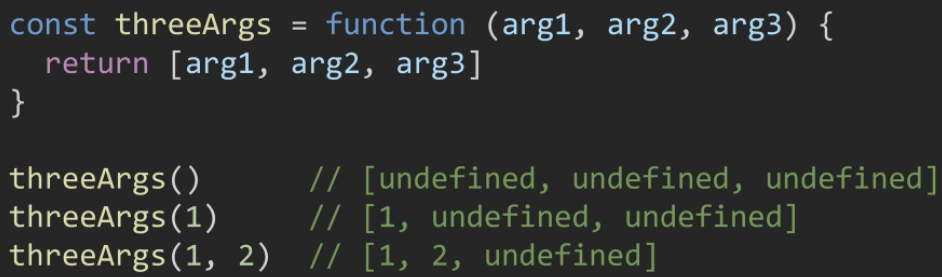 const threeArgs = function (arg1, arg2, arg3) {
  return [arg1, arg2, arg3]
}
threeArgs()      // [undefined, undefined, undefined]
threeArgs(1)     // [1, undefined, undefined]
threeArgs(1, 2)  // [1, 2, undefined]